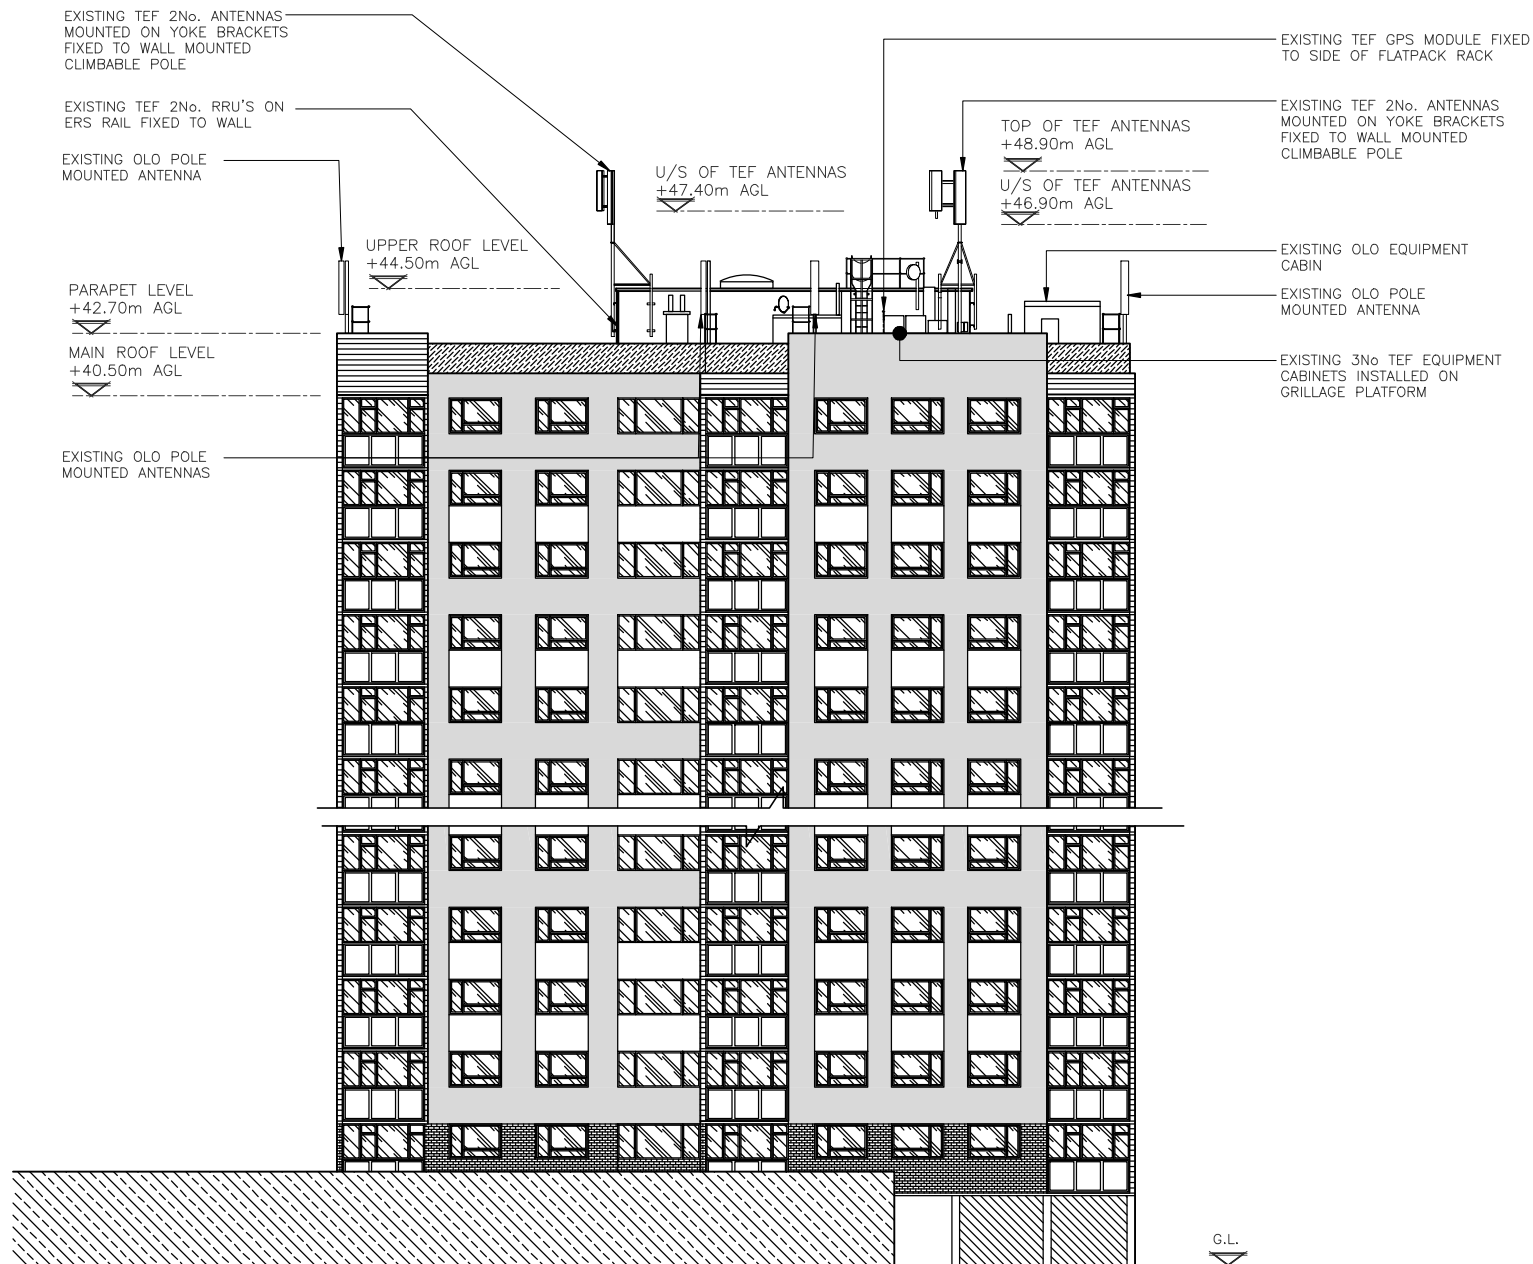 EXISTING TEF 2No. ANTENNAS
MOUNTED ON YOKE BRACKETS
FIXED TO WALL MOUNTED
CLIMBABLE POLE
EXISTING TEF 2No. RRU'S ON
ERS RAIL FIXED TO WALL
EXISTING OLO POLE
MOUNTED ANTENNA
UPPER ROOF LEVEL
+44.50m AGL
PARAPET LEVEL
+42.70m AGL
MAIN ROOF LEVEL
+40.50m AGL
EXISTING OLO POLE
MOUNTED ANTENNAS
U/S OF TEF ANTENNAS
+47.40m AGL
TOP OF TEF ANTENNAS
+48.90m AGL
U/S OF TEF ANTENNAS
+46.90m AGL
EXISTING TEF GPS MODULE FIXED
TO SIDE OF FLATPACK RACK
EXISTING TEF 2No. ANTENNAS
MOUNTED ON YOKE BRACKETS
FIXED TO WALL MOUNTED
CLIMBABLE POLE
EXISTING OLO EQUIPMENT
CABIN
EXISTING OLO POLE
MOUNTED ANTENNA
EXISTING 3No TEF EQUIPMENT
CABINETS INSTALLED ON
GRILLAGE PLATFORM
G.L.